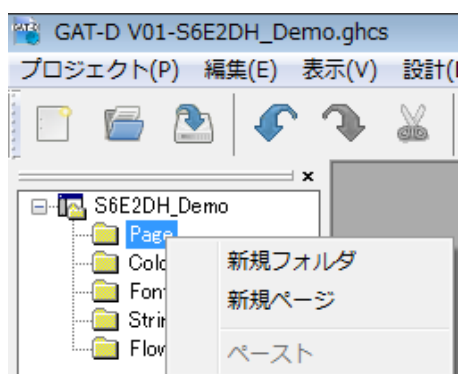 GAT-D V01-S6E2DH_Demo.ghcs
プロジェクト(P) 編集(E) 表示(V) 設計(
S6E2DH_Demo
Page
新規フォルダ
新規ページ
ペースト